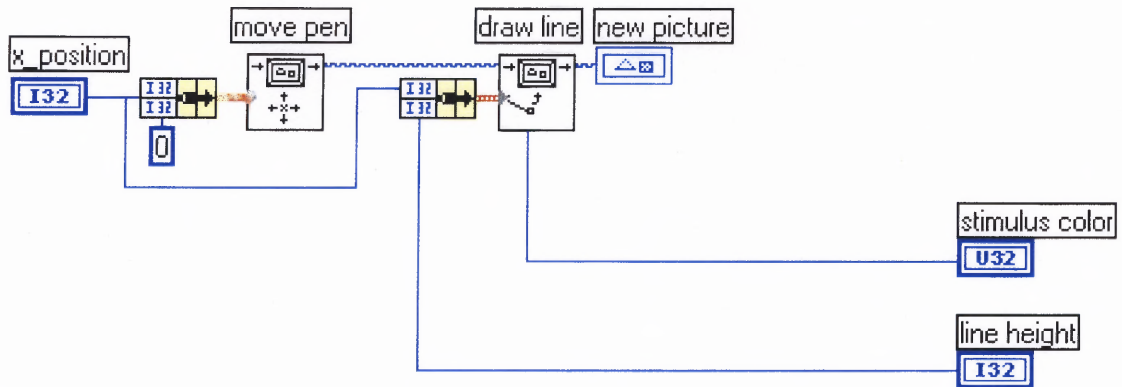 move pen
draw line
new picture
x_position
I32
I32
I32
0
I32
I32
stimulus color
U32
line height
I32